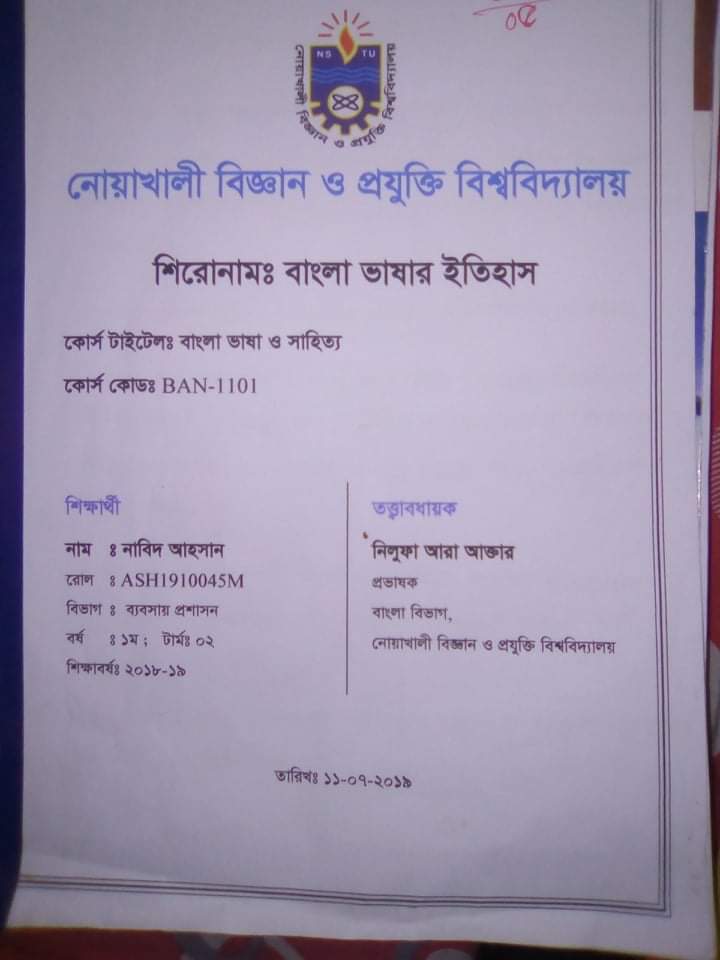 ০৫
NS TU
নোয়াখালী বিজ্ঞান ও প্রযুক্তি বিশ্ববিদ্যালয়
নোয়াখালী বিজ্ঞান ও প্রযুক্তি বিশ্ববিদ্যালয়
শিরোনামঃ বাংলা ভাষার ইতিহাস
কোর্স টাইটেলঃ বাংলা ভাষা ও সাহিত্য
কোর্স কোডঃ BAN-1101
শিক্ষার্থী
নাম ঃ নাবিদ আহসান
রোল ঃ ASH1910045M
বিভাগ ঃ ব্যবসায় প্রশাসন
বর্ষ ঃ ১ম ; টার্মঃ ০২
শিক্ষাবর্ষঃ ২০১৮-১৯
তত্ত্বাবধায়ক
নিলুফা আরা আক্তার
প্রভাষক
বাংলা বিভাগ,
নোয়াখালী বিজ্ঞান ও প্রযুক্তি বিশ্ববিদ্যালয়
তারিখঃ ১১-০৭-২০১৯